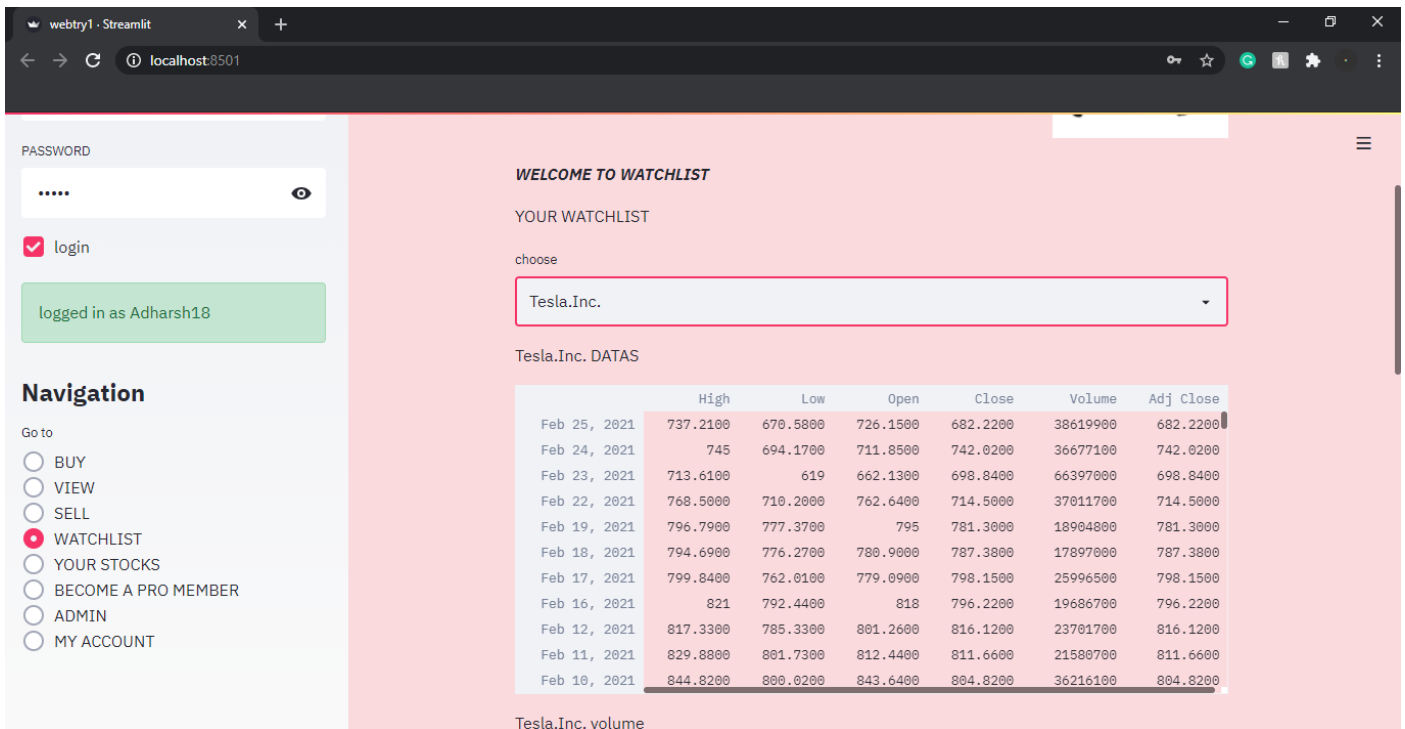 webtry1 · Streamlit
localhost:8501
PASSWORD
•••••
login
logged in as Adharsh18
Navigation
Go to
BUY
VIEW
SELL
WATCHLIST
YOUR STOCKS
BECOME A PRO MEMBER
ADMIN
MY ACCOUNT
WELCOME TO WATCHLIST
YOUR WATCHLIST
choose
Tesla.Inc.
Tesla.Inc. DATAS
High Low Open Close Volume Adj Close
Feb 25, 2021 737.2100 670.5800 726.1500 682.2200 38619900 682.2200
Feb 24, 2021 745 694.1700 711.8500 742.0200 36677100 742.0200
Feb 23, 2021 713.6100 619 662.1300 698.8400 66397000 698.8400
Feb 22, 2021 768.5000 710.2000 762.6400 714.5000 37011700 714.5000
Feb 19, 2021 796.7900 777.3700 795 781.3000 18904800 781.3000
Feb 18, 2021 794.6900 776.2700 780.9000 787.3800 17897000 787.3800
Feb 17, 2021 799.8400 762.0100 779.0900 798.1500 25996500 798.1500
Feb 16, 2021 821 792.4400 818 796.2200 19686700 796.2200
Feb 12, 2021 817.3300 785.3300 801.2600 816.1200 23701700 816.1200
Feb 11, 2021 829.8800 801.7300 812.4400 811.6600 21580700 811.6600
Feb 10, 2021 844.8200 800.0200 843.6400 804.8200 36216100 804.8200
Tesla.Inc. volume